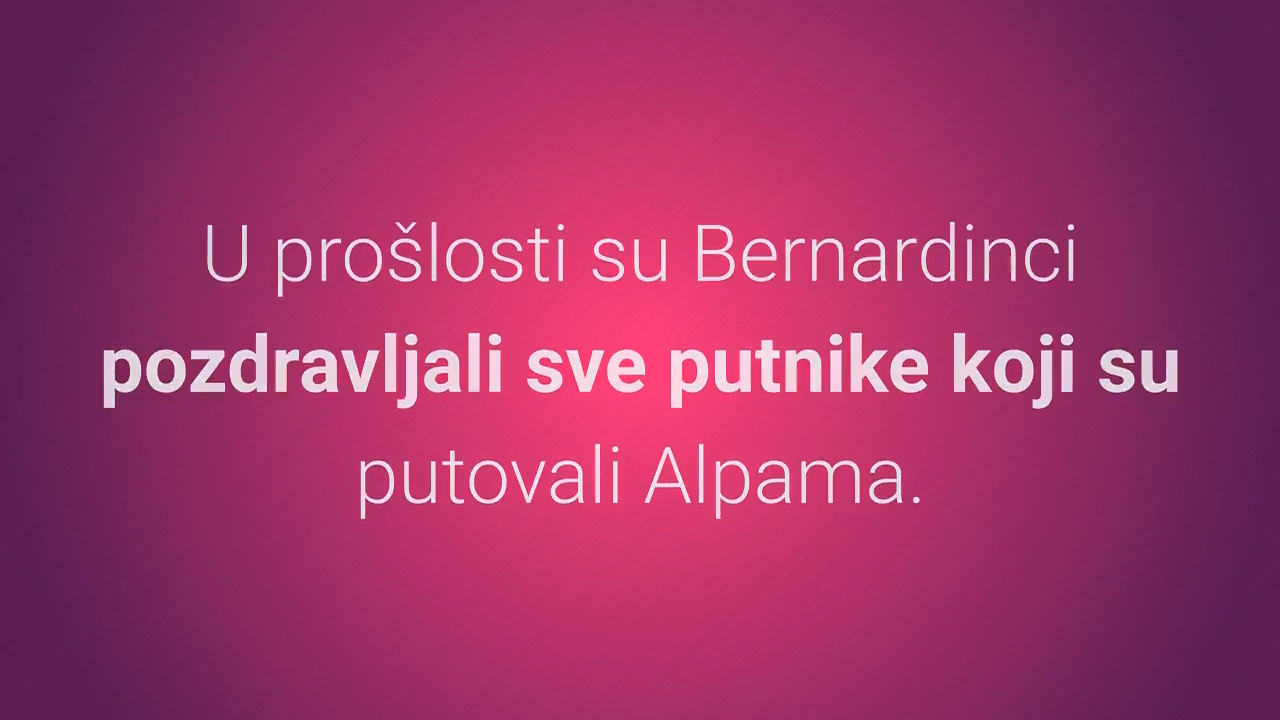 U prošlosti su Bernardinci
pozdravljali sve putnike koji su
putovali Alpama.